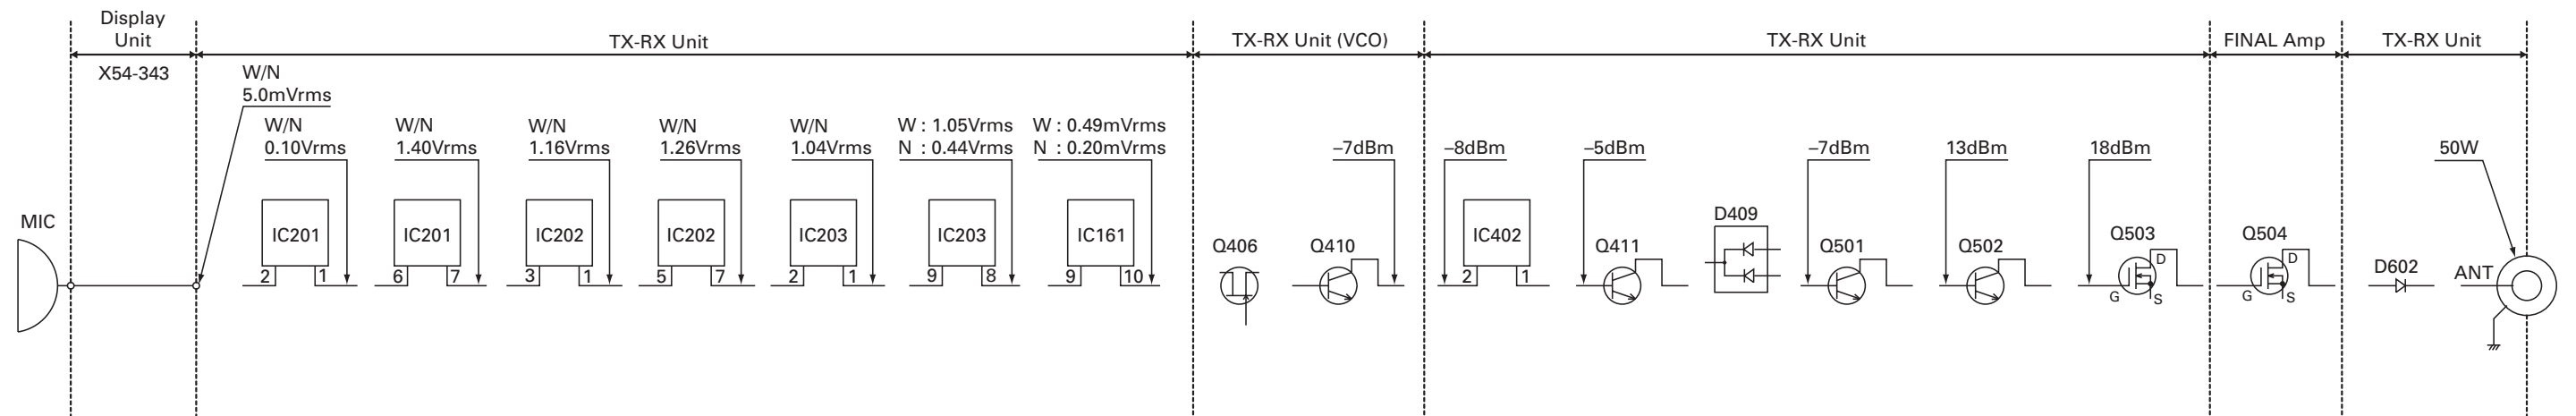 Display
Unit
X54-343
TX-RX Unit
TX-RX Unit (VCO)
TX-RX Unit
FINAL Amp
TX-RX Unit
W/N
5.0mVrms
W/N
0.10Vrms
W/N
1.40Vrms
W/N
1.16Vrms
W/N
1.26Vrms
W/N
1.04Vrms
W : 1.05Vrms
N : 0.44Vrms
W : 0.49mVrms
N : 0.20mVrms
–7dBm
–8dBm
–5dBm
–7dBm
13dBm
18dBm
50W
MIC
IC201
2 1
IC201
6 7
IC202
3 1
IC202
5 7
IC203
2 1
IC203
9 8
IC161
9 10
Q406
Q410
IC402
2 1
Q411
D409
Q501
Q502
Q503
D
G
S
Q504
D
G
S
D602
ANT